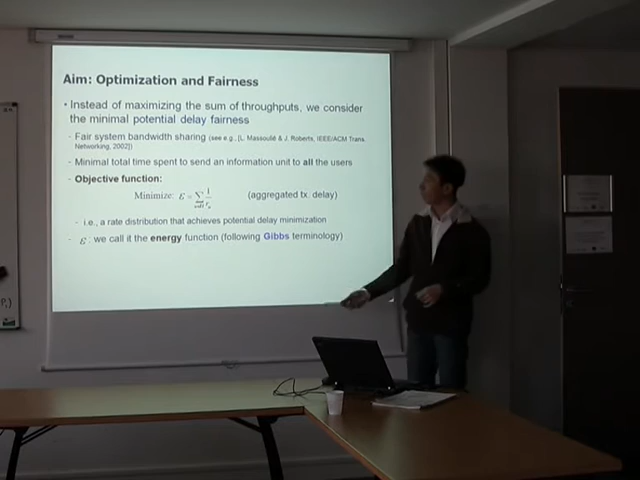 Aim: Optimization and Fairness
• Instead of maximizing the sum of throughputs, we consider
the minimal potential delay fairness
- Fair system bandwidth sharing (see e.g., [L. Massoulié & J. Roberts, IEEE/ACM Trans.
Networking, 2002])
- Minimal total time spent to send an information unit to all the users
- Objective function:
Minimize: ε = ∑ 1 (aggregated tx. delay)
- i.e., a rate distribution that achieves potential delay minimization
- ε : we call it the energy function (following Gibbs terminology)